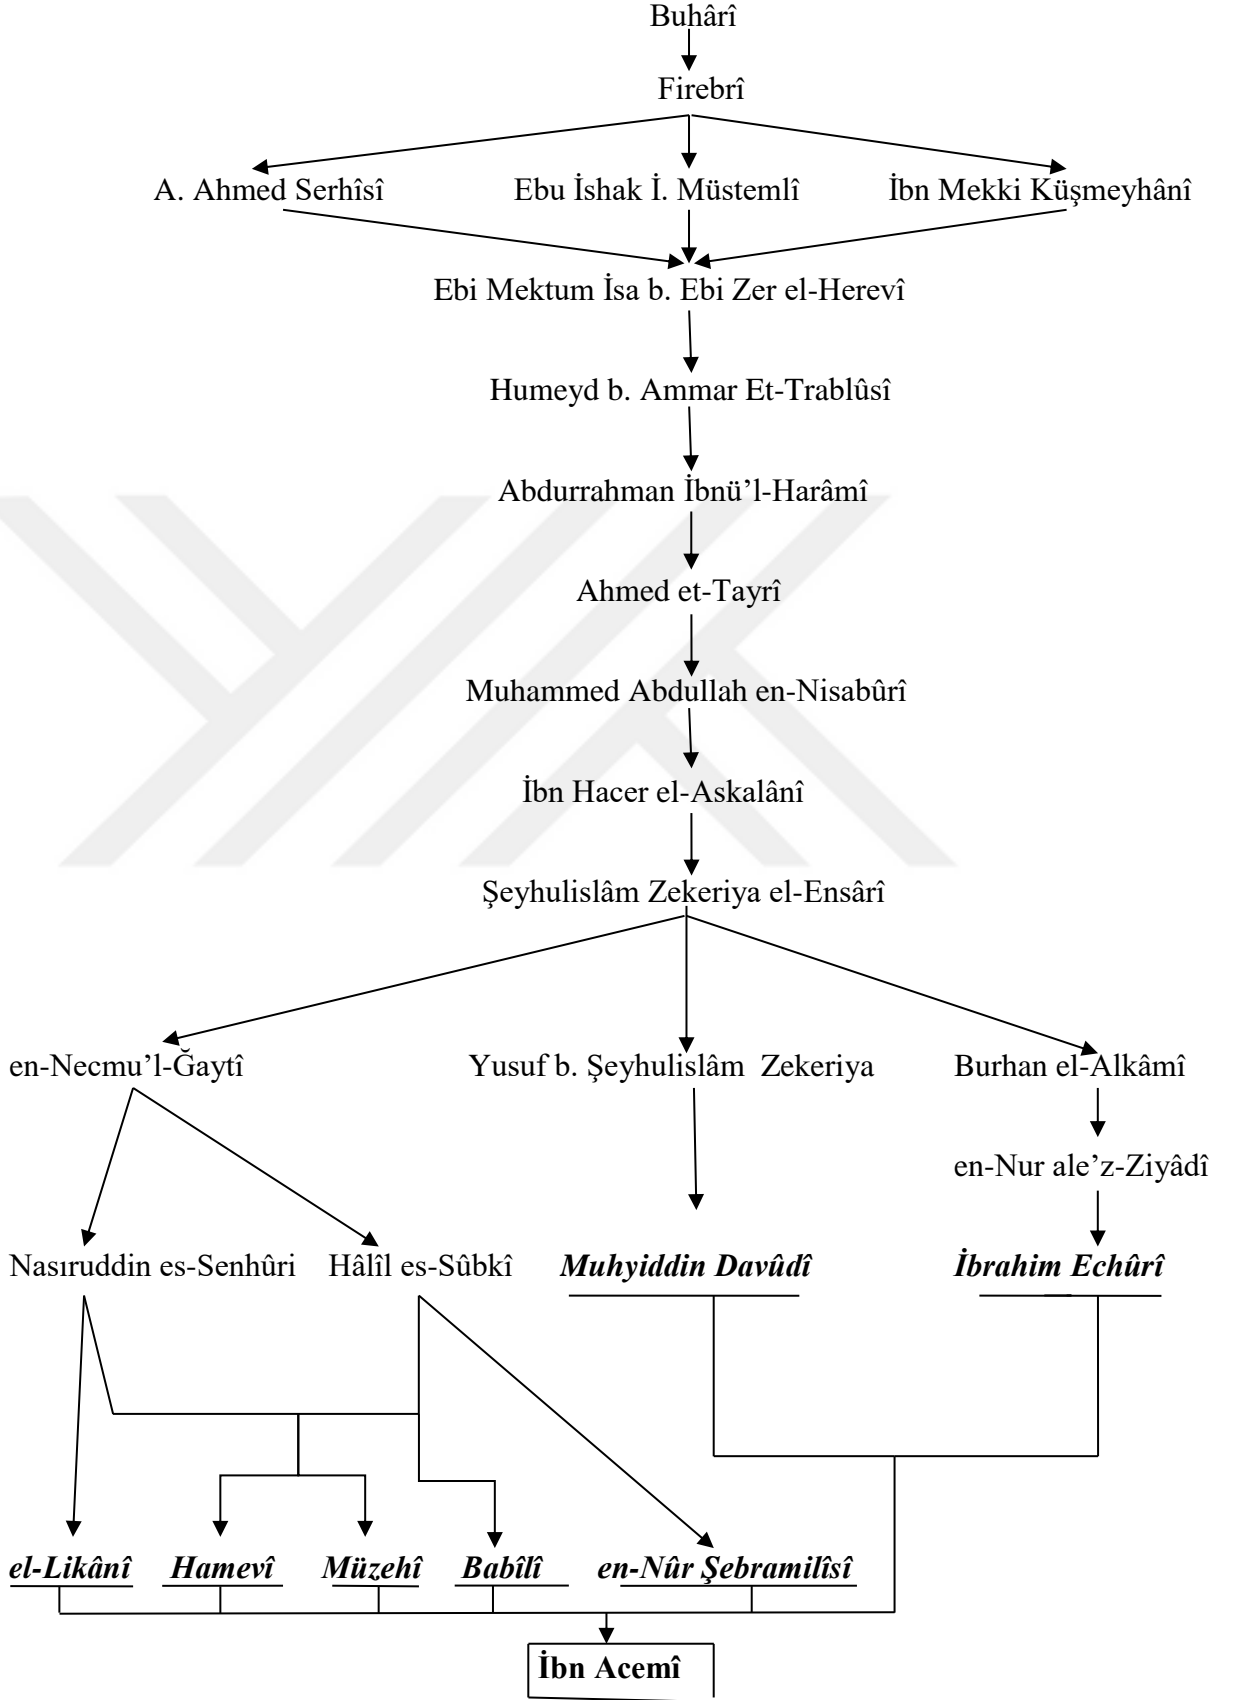 Buhârî
Firebrî
A. Ahmed Serhîsî Ebu İshak İ. Müstemlî İbn Mekki Küşmeyhânî
Ebi Mektum İsa b. Ebi Zer el-Herevî
Humeyd b. Ammar Et-Trablûsî
Abdurrahman İbnü’l-Harâmî
Ahmed et-Tayrî
Muhammed Abdullah en-Nisabûrî
İbn Hacer el-Askalânî
Şeyhulislâm Zekeriya el-Ensârî
en-Necmu’l-Ğaytî Yusuf b. Şeyhulislâm Zekeriya Burhan el-Alkâmî
en-Nur ale’z-Ziyâdî
Nasıruddin es-Senhûri Hâlîl es-Sûbkî Muhyiddin Davûdî İbrahim Echûrî
el-Likânî Hamevî Müzehî Babîlî en-Nûr Şebramilîsî
İbn Acemî